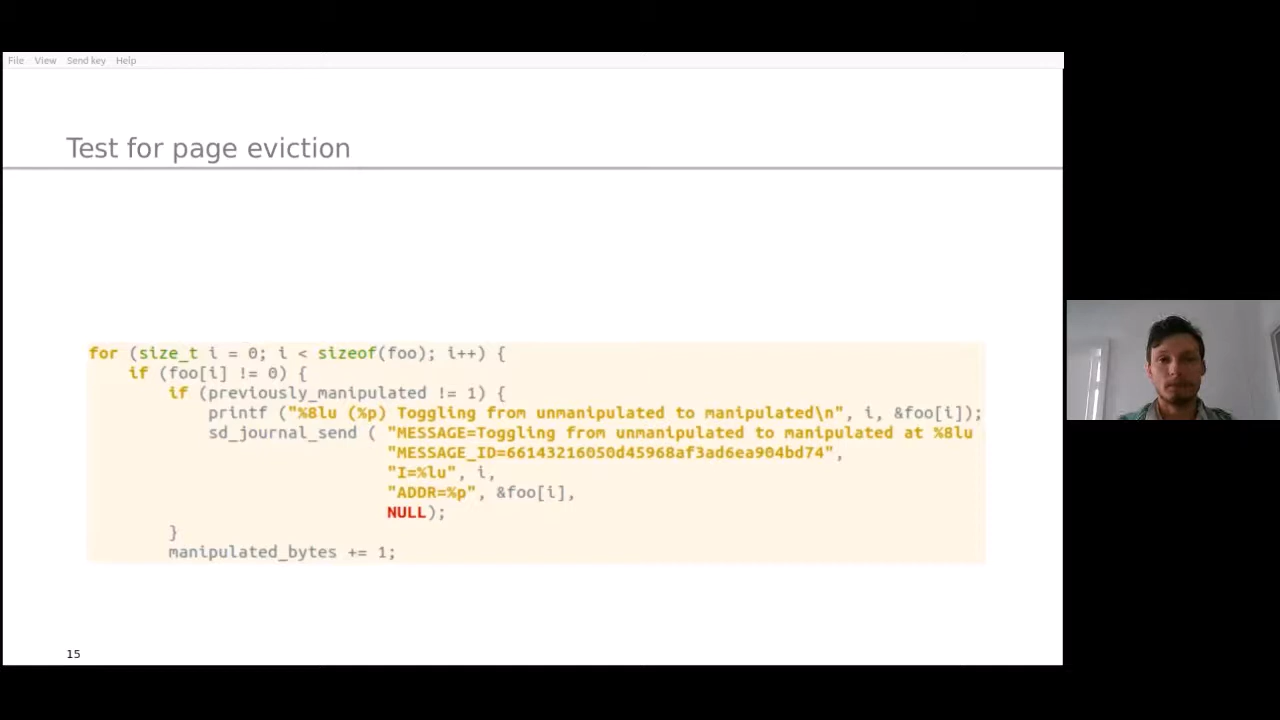 File View Send key Help
Test for page eviction
for (size_t i = 0; i < sizeof(foo); i++) {
if (foo[i] != 0) {
if (previously_manipulated != 1) {
printf ("%8lu (%p) Toggling from unmanipulated to manipulated\n", i, &foo[i]);
sd_journal_send ( "MESSAGE=Toggling from unmanipulated to manipulated at %8lu
"MESSAGE_ID=66143216050d45968af3ad6ea904bd74",
"I=%lu", i,
"ADDR=%p", &foo[i],
NULL);
}
manipulated_bytes += 1;
15